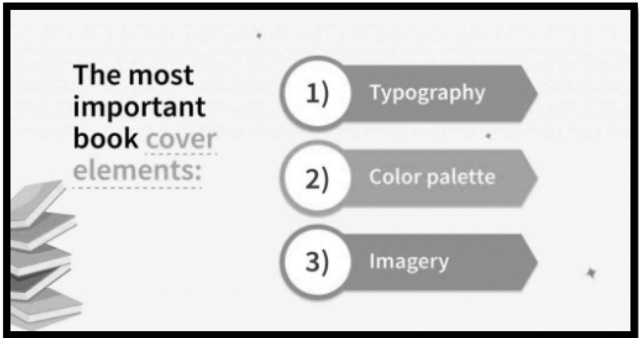 The most
important
book cover
elements:
1) Typography
2) Color palette
3) Imagery